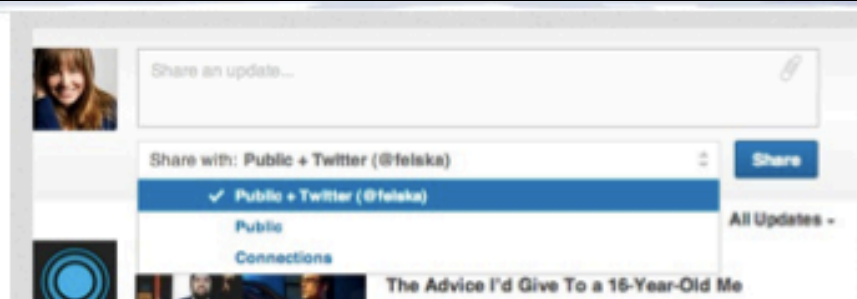 Share an update...
Share with: Public + Twitter (@felska)
Share
✓ Public + Twitter (@felska)
Public
All Updates
Connections
The Advice I'd Give To a 16-Year-Old Me